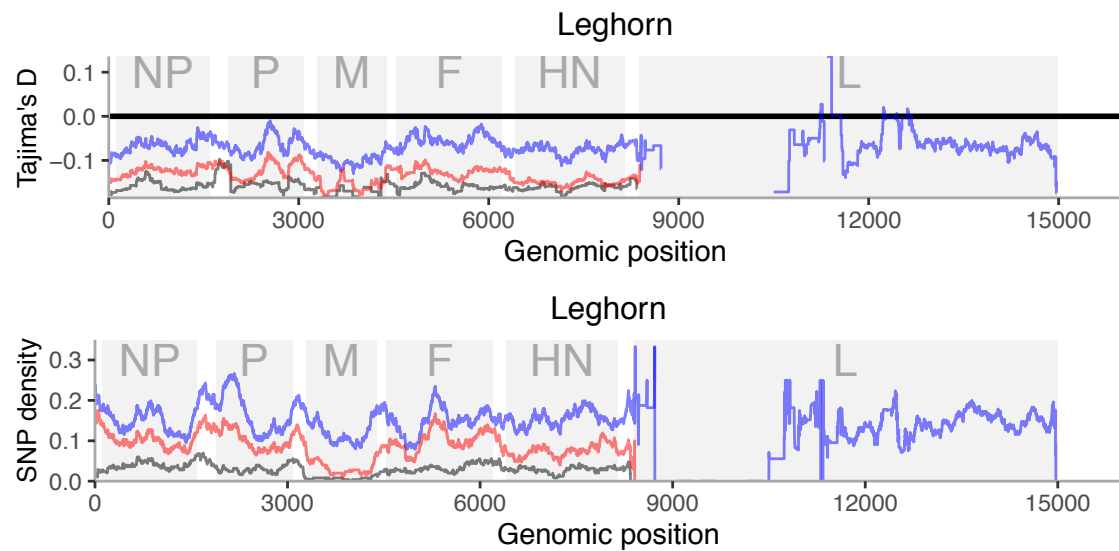 Leghorn
Tajima's D
0.1
0.0
−0.1
NP P M F HN L
0 3000 6000 9000 12000 15000
Genomic position
Leghorn
SNP density
0.3
0.2
0.1
0.0
NP P M F HN L
0 3000 6000 9000 12000 15000
Genomic position